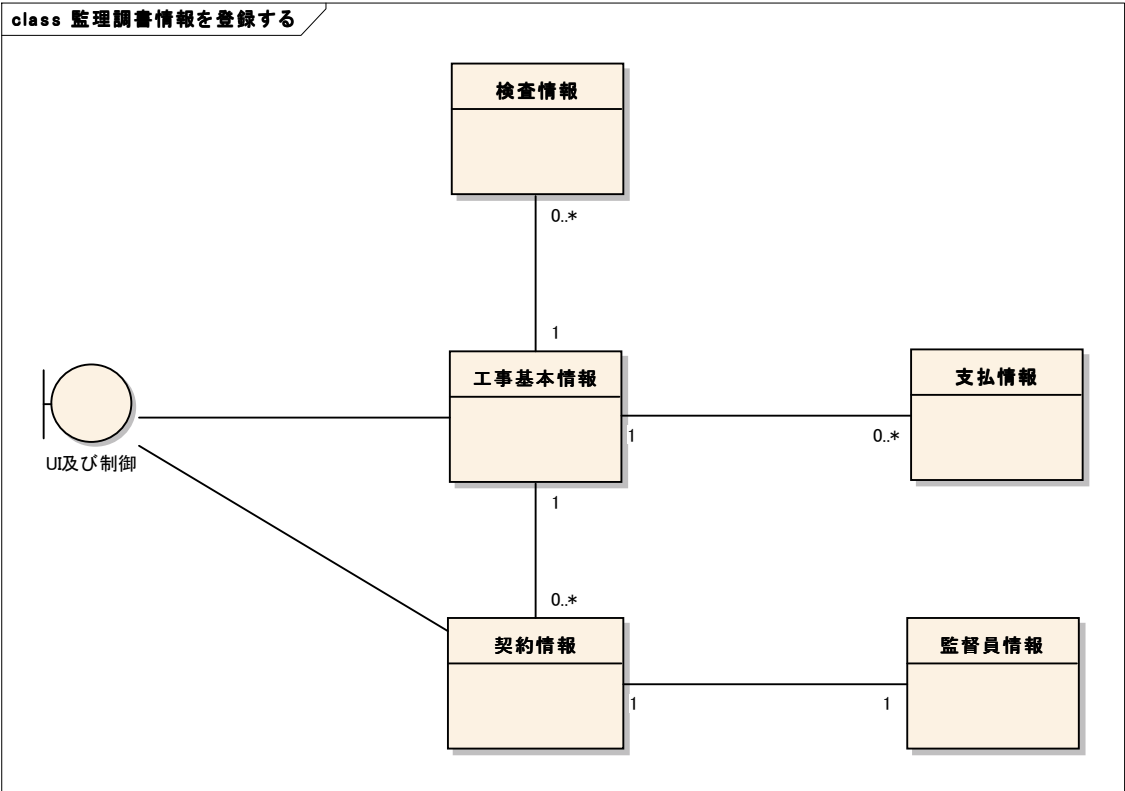 class 監理調書情報を登録する
検査情報
0..*
1
工事基本情報
支払情報
1
0..*
UI及び制御
1
0..*
契約情報
監督員情報
1
1